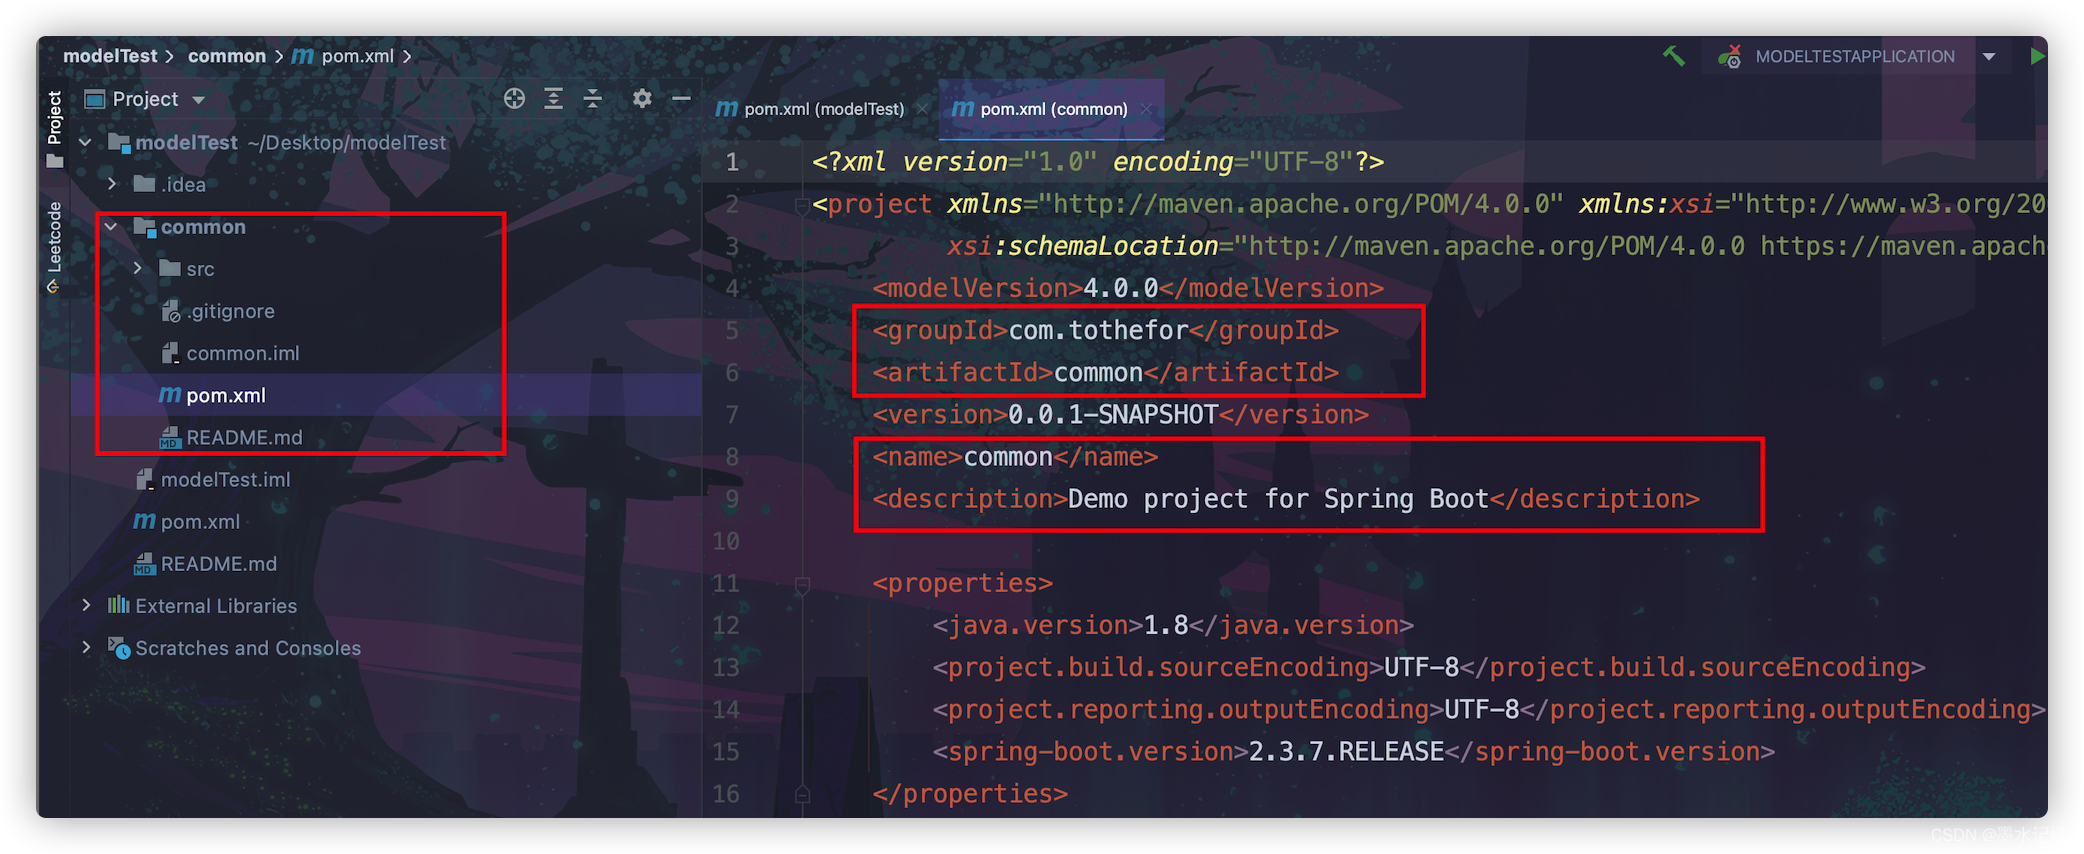 modelTest > common > m pom.xml >
MODELTESTAPPLICATION
Project
Leetcode
Project
modelTest ~/Desktop/modelTest
.idea
common
src
.gitignore
common.iml
m pom.xml
MD README.md
modelTest.iml
m pom.xml
MD README.md
External Libraries
Scratches and Consoles
m pom.xml (modelTest) × m pom.xml (common) ×
1 <?xml version="1.0" encoding="UTF-8"?>
2 <project xmlns="http://maven.apache.org/POM/4.0.0" xmlns:xsi="http://www.w3.org/20
3 xsi:schemaLocation="http://maven.apache.org/POM/4.0.0 https://maven.apach
4 <modelVersion>4.0.0</modelVersion>
5 <groupId>com.tothefor</groupId>
6 <artifactId>common</artifactId>
7 <version>0.0.1-SNAPSHOT</version>
8 <name>common</name>
9 <description>Demo project for Spring Boot</description>
10
11 <properties>
12 <java.version>1.8</java.version>
13 <project.build.sourceEncoding>UTF-8</project.build.sourceEncoding>
14 <project.reporting.outputEncoding>UTF-8</project.reporting.outputEncoding>
15 <spring-boot.version>2.3.7.RELEASE</spring-boot.version>
16 </properties>
CSDN @墨水记